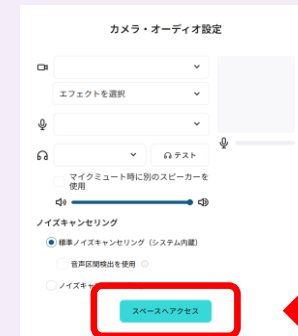 カメラ・オーディオ設定
エフェクトを選択
テスト
マイクミュート時に別のスピーカーを
使用
ノイズキャンセリング
標準ノイズキャンセリング（システム内蔵）
音声区間検出を使用
ノイズキャ
スペースへアクセス